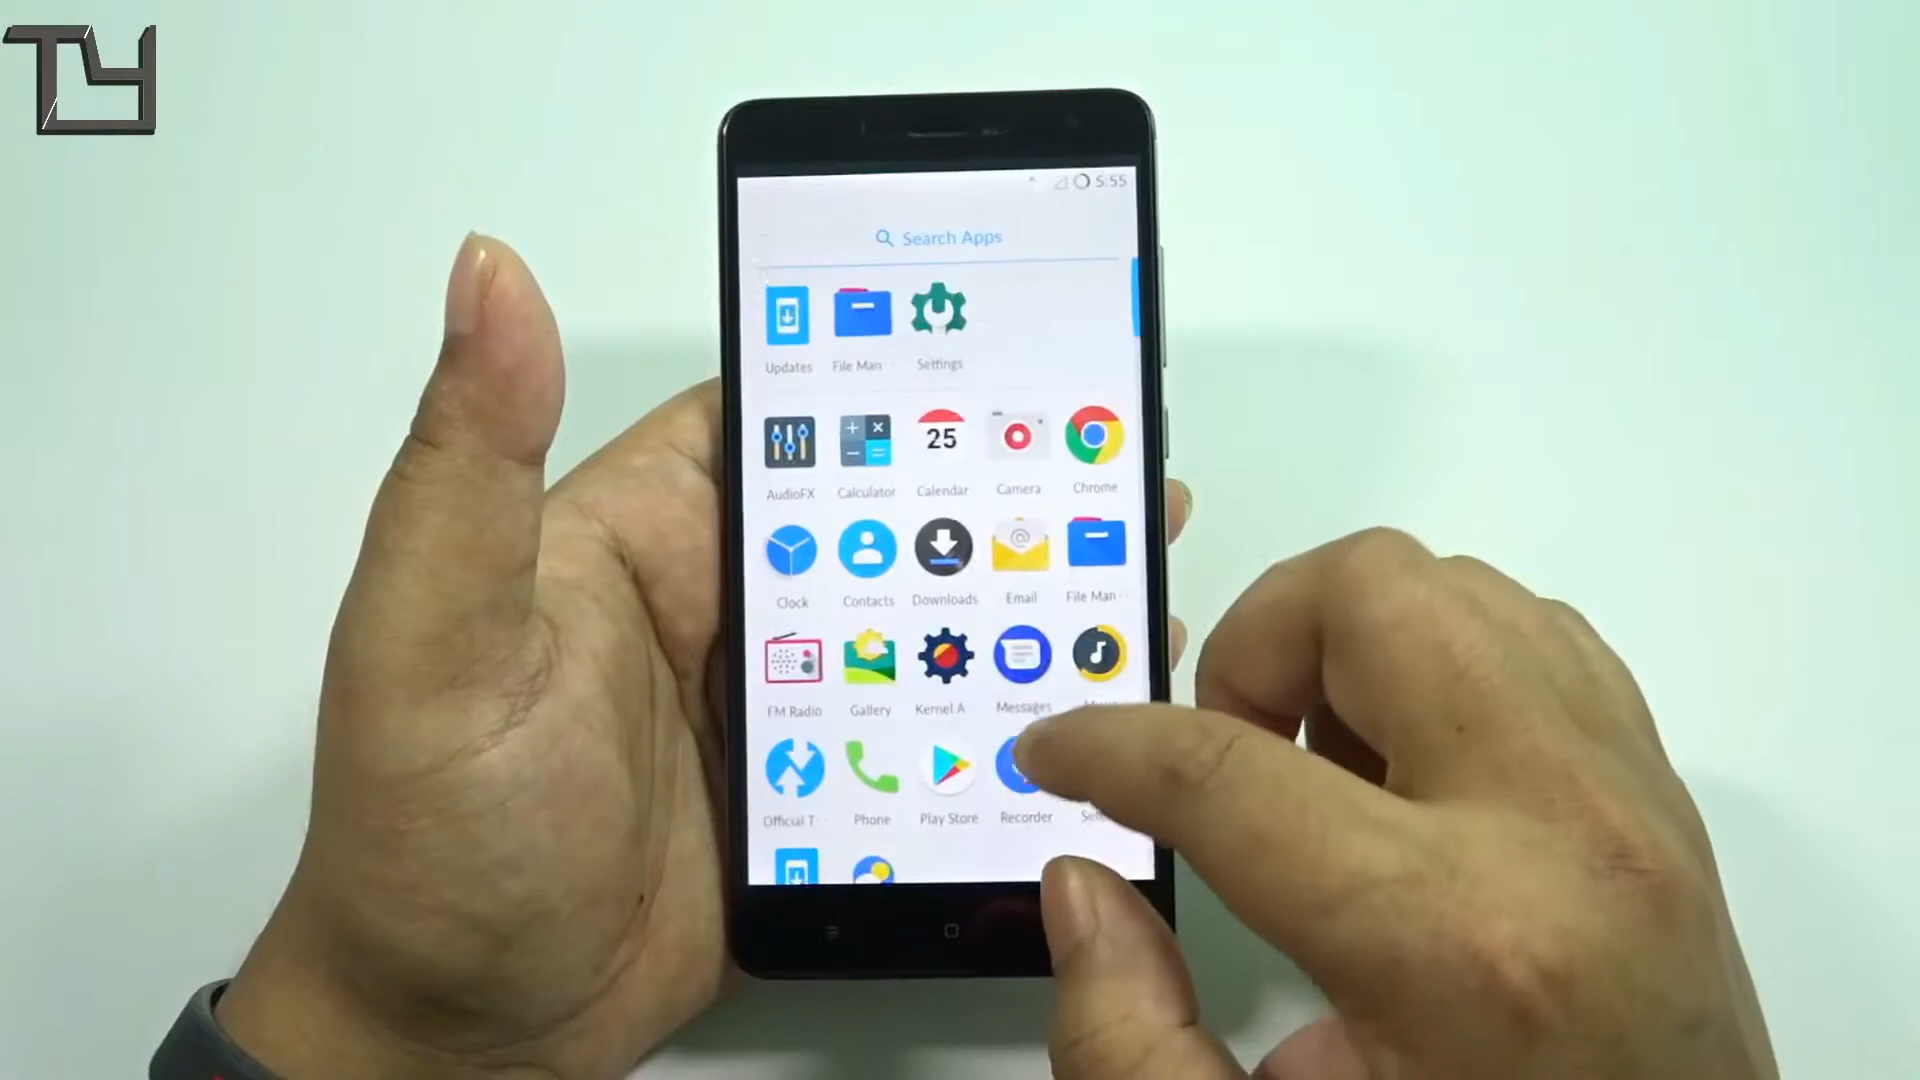 TY
5:55
Search Apps
Updates File Man Settings
25
AudioFX Calculator Calendar Camera Chrome
Clock Contacts Downloads Email File Man
FM Radio Gallery Kernel A Messages
Official T Phone Play Store Recorder